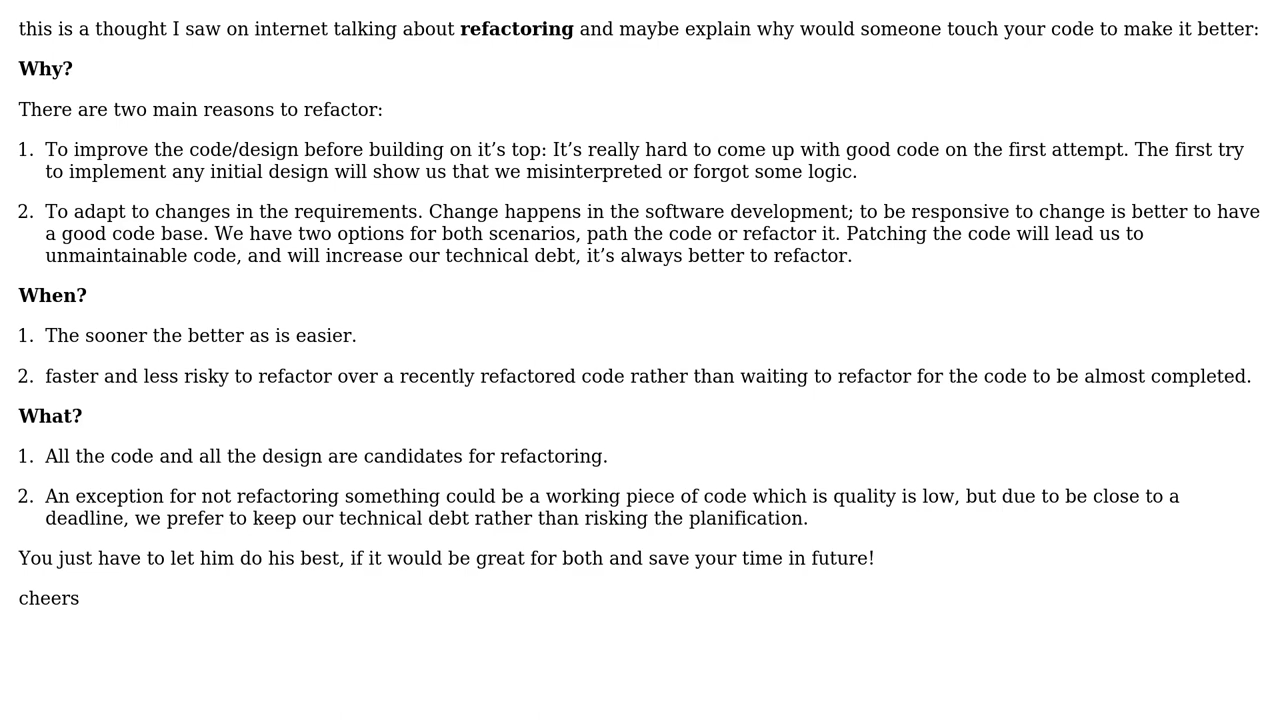 this is a thought I saw on internet talking about refactoring and maybe explain why would someone touch your code to make it better:
Why?
There are two main reasons to refactor:
1. To improve the code/design before building on it’s top: It’s really hard to come up with good code on the first attempt. The first try
to implement any initial design will show us that we misinterpreted or forgot some logic.
2. To adapt to changes in the requirements. Change happens in the software development; to be responsive to change is better to have
a good code base. We have two options for both scenarios, path the code or refactor it. Patching the code will lead us to
unmaintainable code, and will increase our technical debt, it’s always better to refactor.
When?
1. The sooner the better as is easier.
2. faster and less risky to refactor over a recently refactored code rather than waiting to refactor for the code to be almost completed.
What?
1. All the code and all the design are candidates for refactoring.
2. An exception for not refactoring something could be a working piece of code which is quality is low, but due to be close to a
deadline, we prefer to keep our technical debt rather than risking the planification.
You just have to let him do his best, if it would be great for both and save your time in future!
cheers